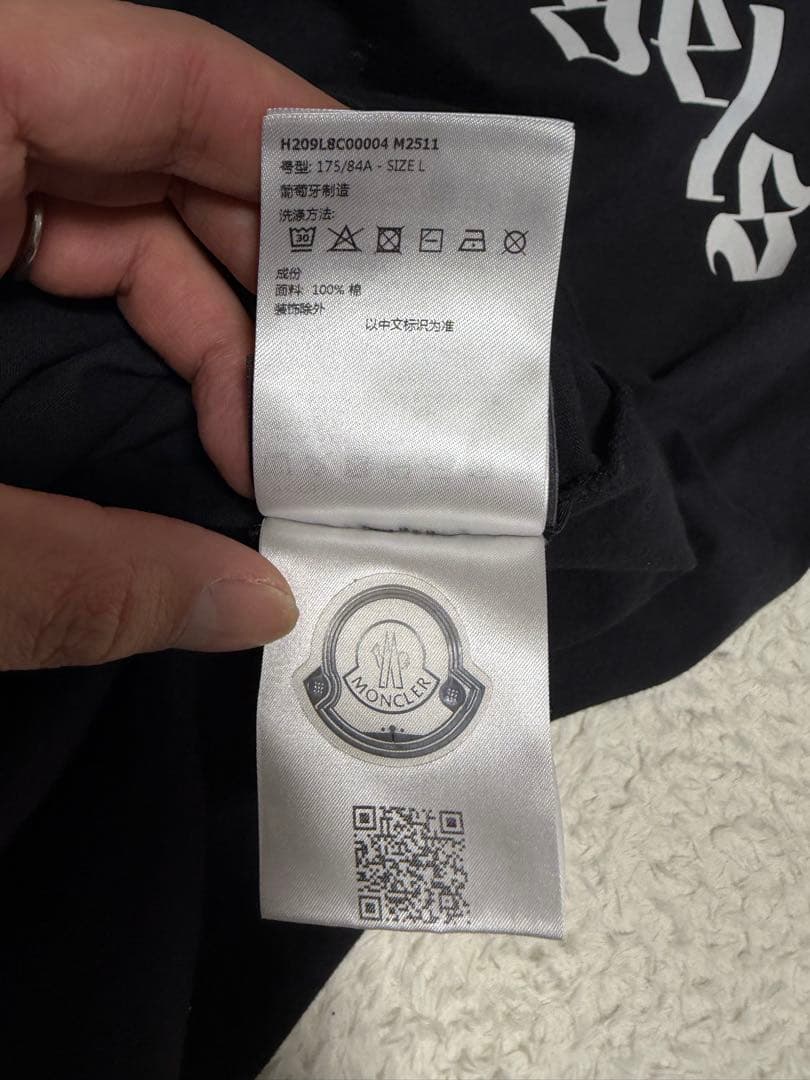 H209L8C00004 M2511
号型: 175/84A - SIZE L
葡萄牙制造
洗涤方法:
30
成份
面料: 100% 棉
装饰除外
以中文标识为准
MONCLER